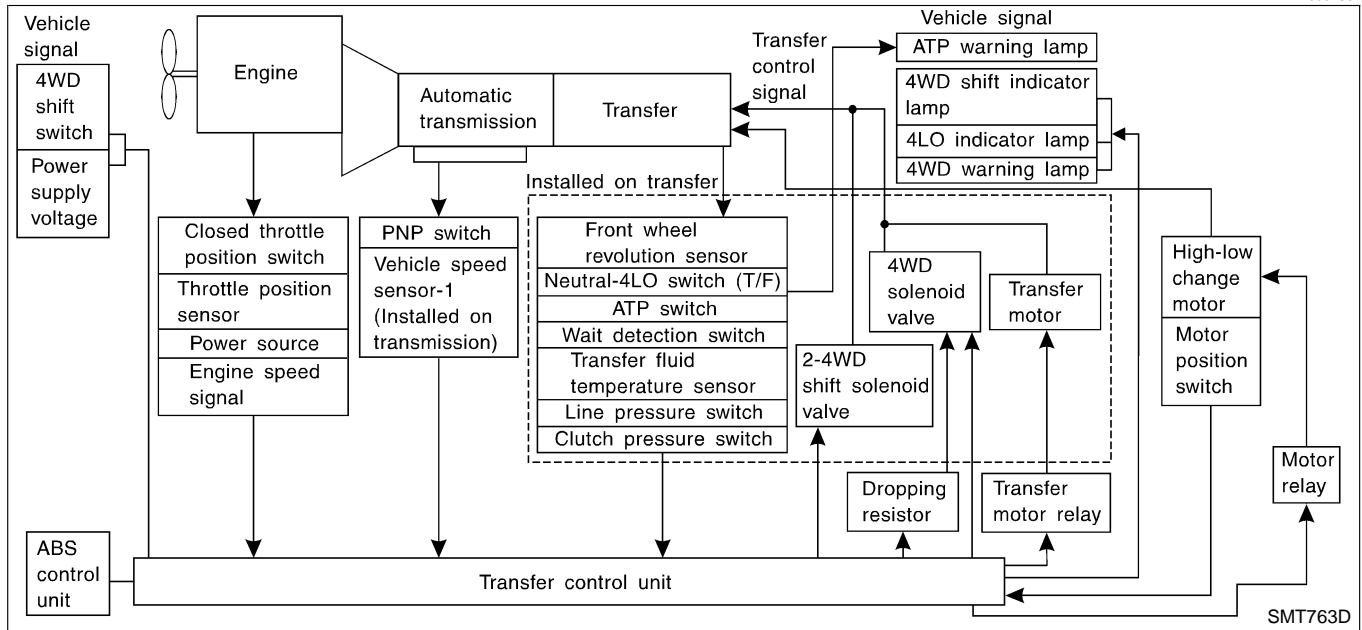 Vehicle
signal
4WD
shift
switch
Power
supply
voltage
Engine
Automatic
transmission
Transfer
Transfer
control
signal
Vehicle signal
ATP warning lamp
4WD shift indicator
lamp
4LO indicator lamp
4WD warning lamp
Installed on transfer
Closed throttle
position switch
Throttle position
sensor
Power source
Engine speed
signal
PNP switch
Vehicle speed
sensor-1
(Installed on
transmission)
Front wheel
revolution sensor
Neutral-4LO switch (T/F)
ATP switch
Wait detection switch
Transfer fluid
temperature sensor
Line pressure switch
Clutch pressure switch
2-4WD
shift solenoid
valve
4WD
solenoid
valve
Transfer
motor
High-low
change
motor
Motor
position
switch
Dropping
resistor
Transfer
motor relay
Motor
relay
ABS
control
unit
Transfer control unit
SMT763D